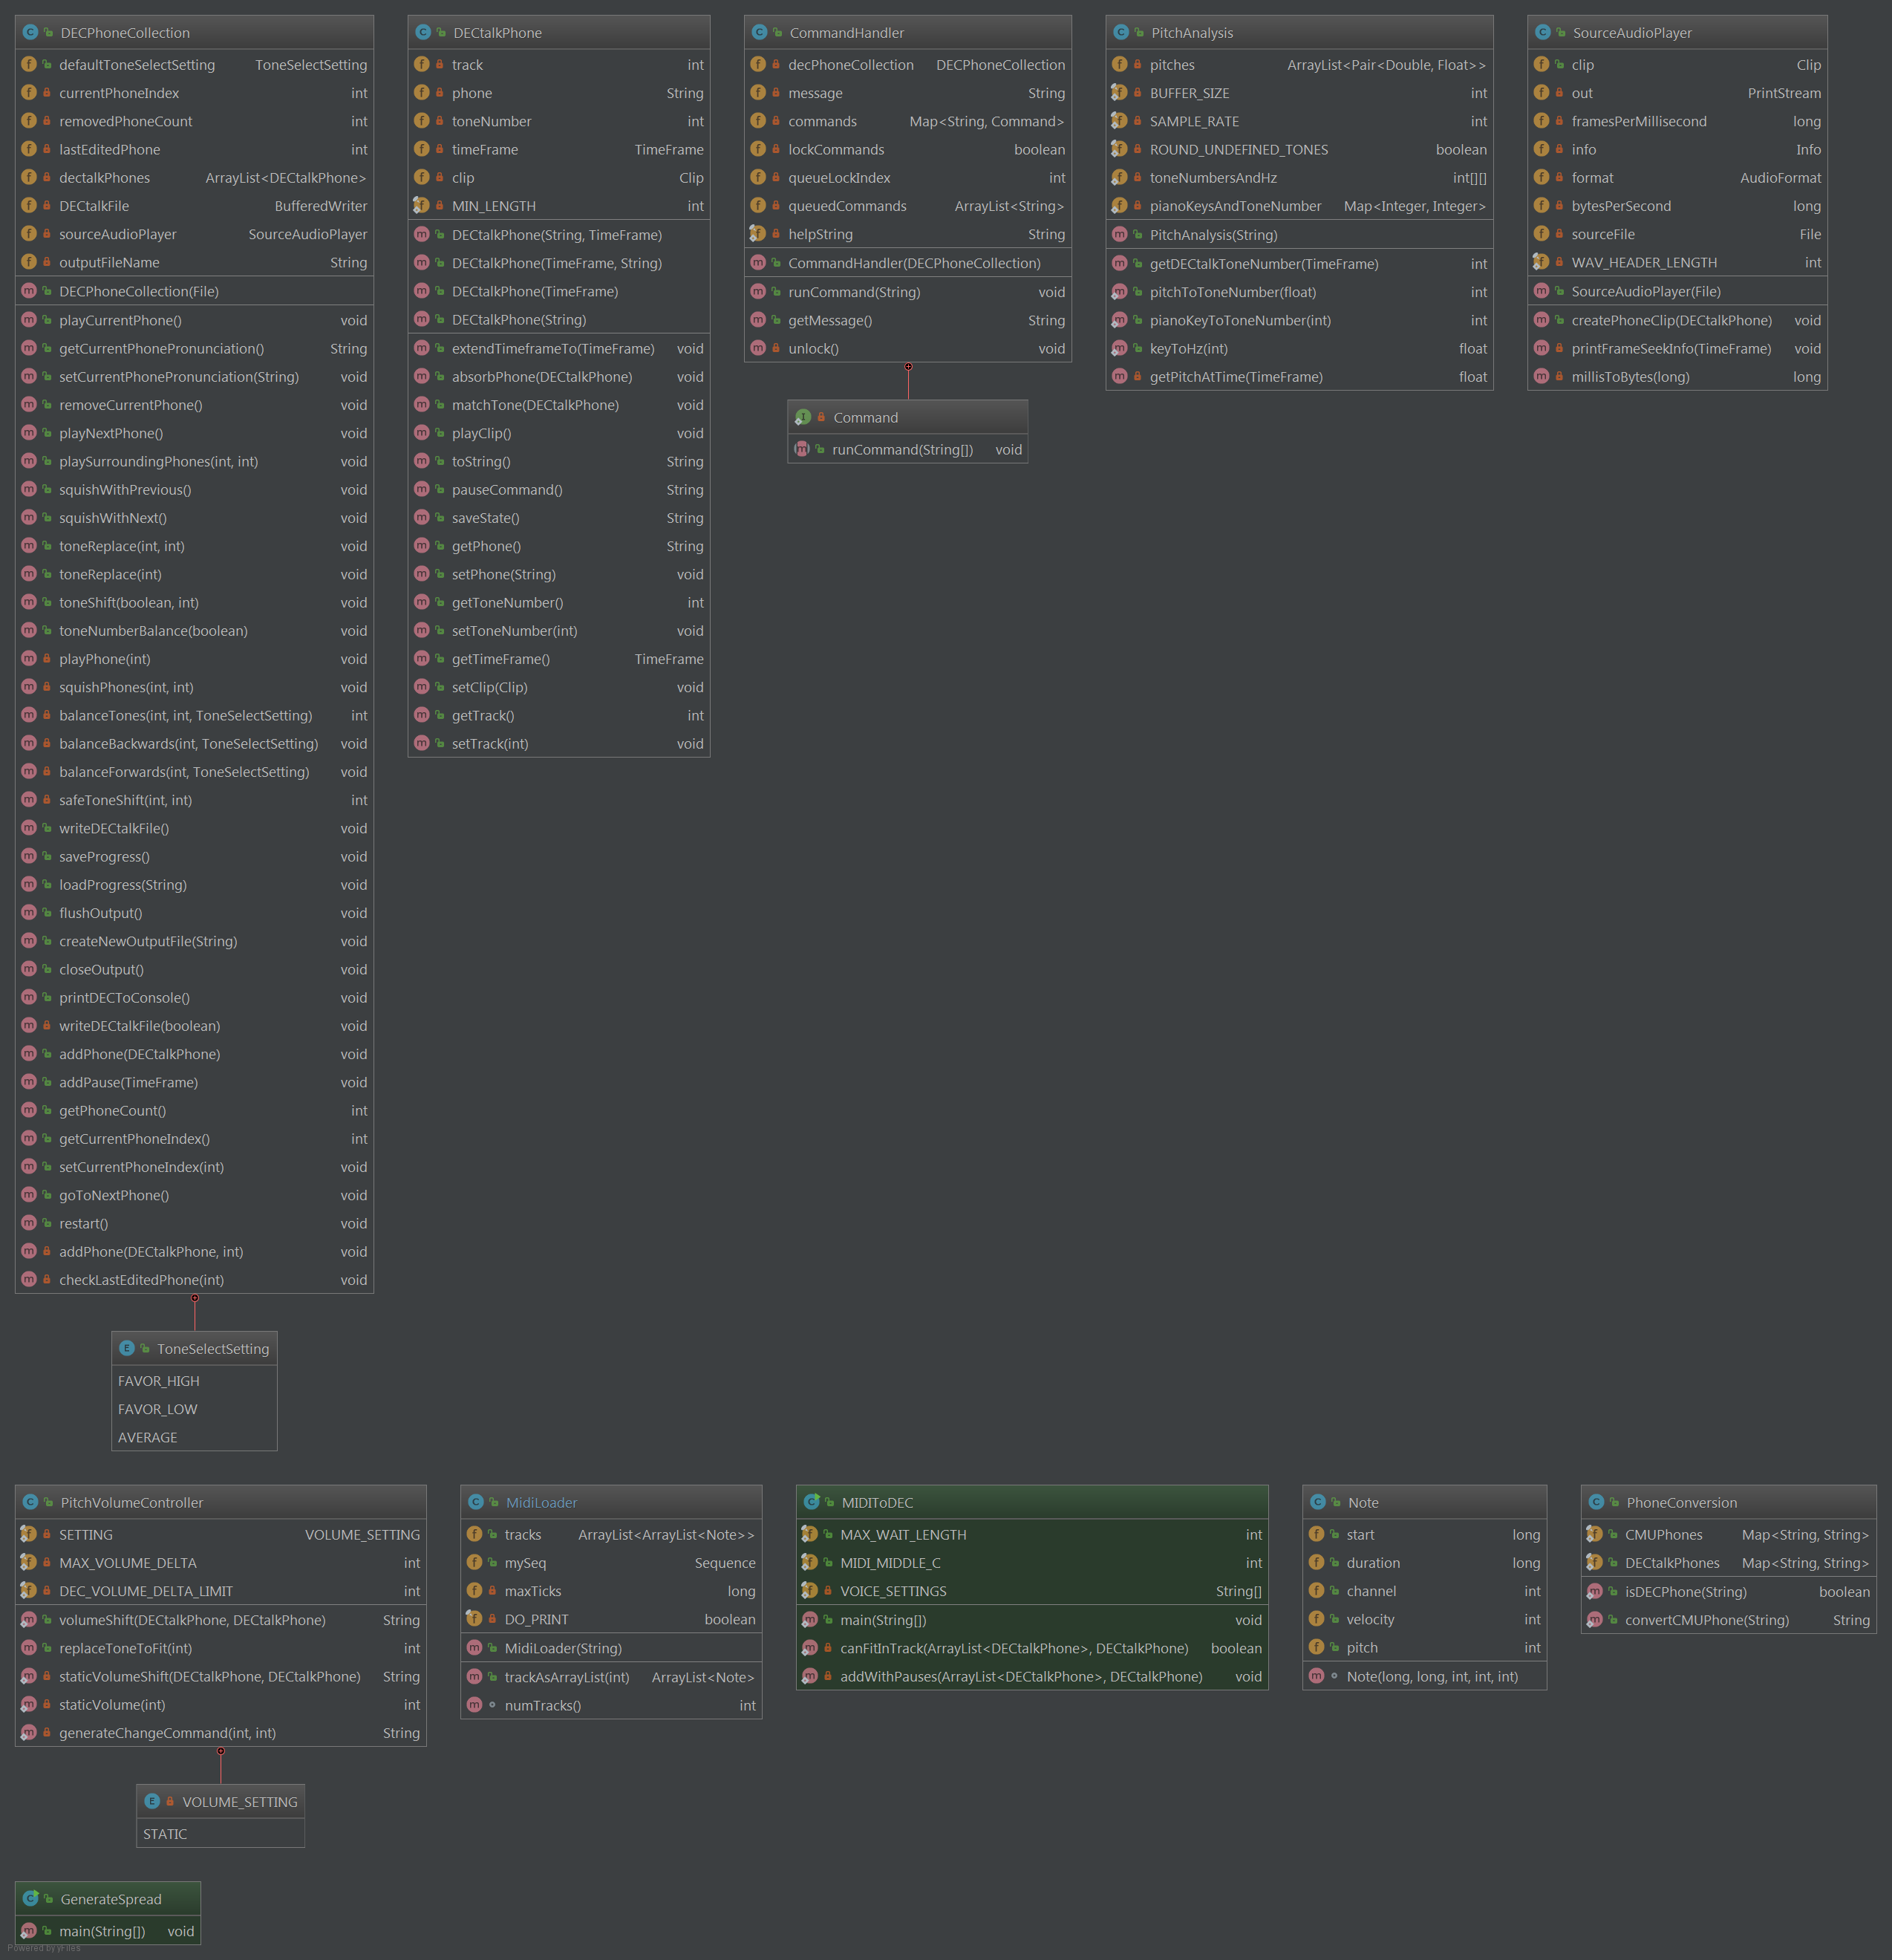 DECPhoneCollection
defaultToneSelectSetting ToneSelectSetting
currentPhoneIndex int
removedPhoneCount int
lastEditedPhone int
dectalkPhones ArrayList<DECtalkPhone>
DECtalkFile BufferedWriter
sourceAudioPlayer SourceAudioPlayer
outputFileName String
DECPhoneCollection(File)
playCurrentPhone() void
getCurrentPhonePronunciation() String
setCurrentPhonePronunciation(String) void
removeCurrentPhone() void
playNextPhone() void
playSurroundingPhones(int, int) void
squishWithPrevious() void
squishWithNext() void
toneReplace(int, int) void
toneReplace(int) void
toneShift(boolean, int) void
toneNumberBalance(boolean) void
playPhone(int) void
squishPhones(int, int) void
balanceTones(int, int, ToneSelectSetting) int
balanceBackwards(int, ToneSelectSetting) void
balanceForwards(int, ToneSelectSetting) void
safeToneShift(int, int) int
writeDECtalkFile() void
saveProgress() void
loadProgress(String) void
flushOutput() void
createNewOutputFile(String) void
closeOutput() void
printDECToConsole() void
writeDECtalkFile(boolean) void
addPhone(DECtalkPhone) void
addPause(TimeFrame) void
getPhoneCount() int
getCurrentPhoneIndex() int
setCurrentPhoneIndex(int) void
goToNextPhone() void
restart() void
addPhone(DECtalkPhone, int) void
checkLastEditedPhone(int) void
ToneSelectSetting
FAVOR_HIGH
FAVOR_LOW
AVERAGE
DECtalkPhone
track int
phone String
toneNumber int
timeFrame TimeFrame
clip Clip
MIN_LENGTH int
DECtalkPhone(String, TimeFrame)
DECtalkPhone(TimeFrame, String)
DECtalkPhone(TimeFrame)
DECtalkPhone(String)
extendTimeframeTo(TimeFrame) void
absorbPhone(DECtalkPhone) void
matchTone(DECtalkPhone) void
playClip() void
toString() String
pauseCommand() String
saveState() String
getPhone() String
setPhone(String) void
getToneNumber() int
setToneNumber(int) void
getTimeFrame() TimeFrame
setClip(Clip) void
getTrack() int
setTrack(int) void
CommandHandler
decPhoneCollection DECPhoneCollection
message String
commands Map<String, Command>
lockCommands boolean
queueLockIndex int
queuedCommands ArrayList<String>
helpString String
CommandHandler(DECPhoneCollection)
runCommand(String) void
getMessage() String
unlock() void
Command
runCommand(String[]) void
PitchAnalysis
pitches ArrayList<Pair<Double, Float>>
BUFFER_SIZE int
SAMPLE_RATE int
ROUND_UNDEFINED_TONES boolean
toneNumbersAndHz int[][]
pianoKeysAndToneNumber Map<Integer, Integer>
PitchAnalysis(String)
getDECtalkToneNumber(TimeFrame) int
pitchToToneNumber(float) int
pianoKeyToToneNumber(int) int
keyToHz(int) float
getPitchAtTime(TimeFrame) float
SourceAudioPlayer
clip Clip
out PrintStream
framesPerMillisecond long
info Info
format AudioFormat
bytesPerSecond long
sourceFile File
WAV_HEADER_LENGTH int
SourceAudioPlayer(File)
createPhoneClip(DECtalkPhone) void
printFrameSeekInfo(TimeFrame) void
millisToBytes(long) long
PitchVolumeController
SETTING VOLUME_SETTING
MAX_VOLUME_DELTA int
DEC_VOLUME_DELTA_LIMIT int
volumeShift(DECtalkPhone, DECtalkPhone) String
replaceToneToFit(int) int
staticVolumeShift(DECtalkPhone, DECtalkPhone) String
staticVolume(int) int
generateChangeCommand(int, int) String
VOLUME_SETTING
STATIC
MidiLoader
tracks ArrayList<ArrayList<Note>>
mySeq Sequence
maxTicks long
DO_PRINT boolean
MidiLoader(String)
trackAsArrayList(int) ArrayList<Note>
numTracks() int
MIDIToDEC
MAX_WAIT_LENGTH int
MIDI_MIDDLE_C int
VOICE_SETTINGS String[]
main(String[]) void
canFitInTrack(ArrayList<DECtalkPhone>, DECtalkPhone) boolean
addWithPauses(ArrayList<DECtalkPhone>, DECtalkPhone) void
Note
start long
duration long
channel int
velocity int
pitch int
Note(long, long, int, int, int)
PhoneConversion
CMUPhones Map<String, String>
DECtalkPhones Map<String, String>
isDECPhone(String) boolean
convertCMUPhone(String) String
GenerateSpread
main(String[]) void
Powered by yFiles